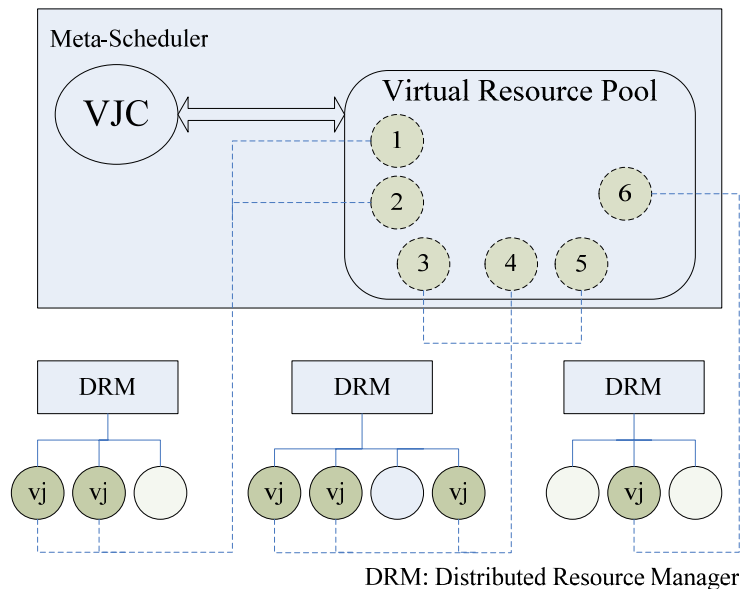 Meta-Scheduler
VJC
Virtual Resource Pool
1
2
6
3 4 5
DRM DRM DRM
vj vj vj vj vj vj
DRM: Distributed Resource Manager